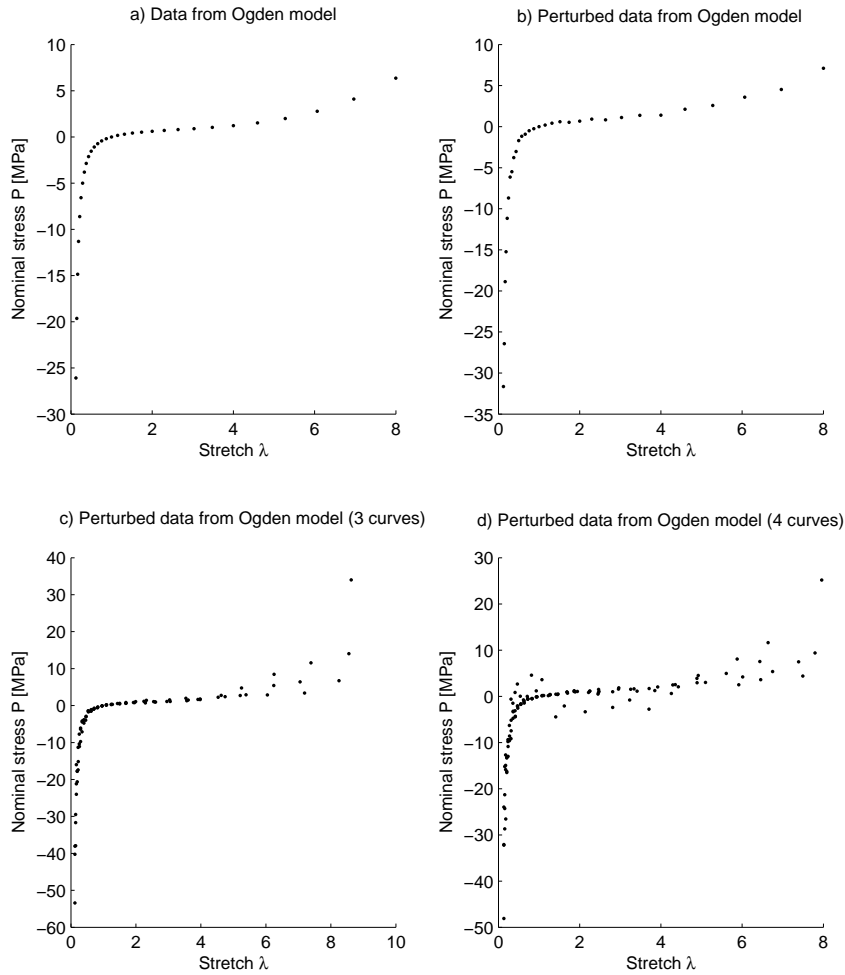 a) Data from Ogden model
10
5
0
−5
−10
−15
−20
−25
−30
0 2 4 6 8
Nominal stress P [MPa]
Stretch λ
b) Perturbed data from Ogden model
10
5
0
−5
−10
−15
−20
−25
−30
−35
0 2 4 6 8
Nominal stress P [MPa]
Stretch λ
c) Perturbed data from Ogden model (3 curves)
40
30
20
10
0
−10
−20
−30
−40
−50
−60
0 2 4 6 8 10
Nominal stress P [MPa]
Stretch λ
d) Perturbed data from Ogden model (4 curves)
30
20
10
0
−10
−20
−30
−40
−50
0 2 4 6 8
Nominal stress P [MPa]
Stretch λ